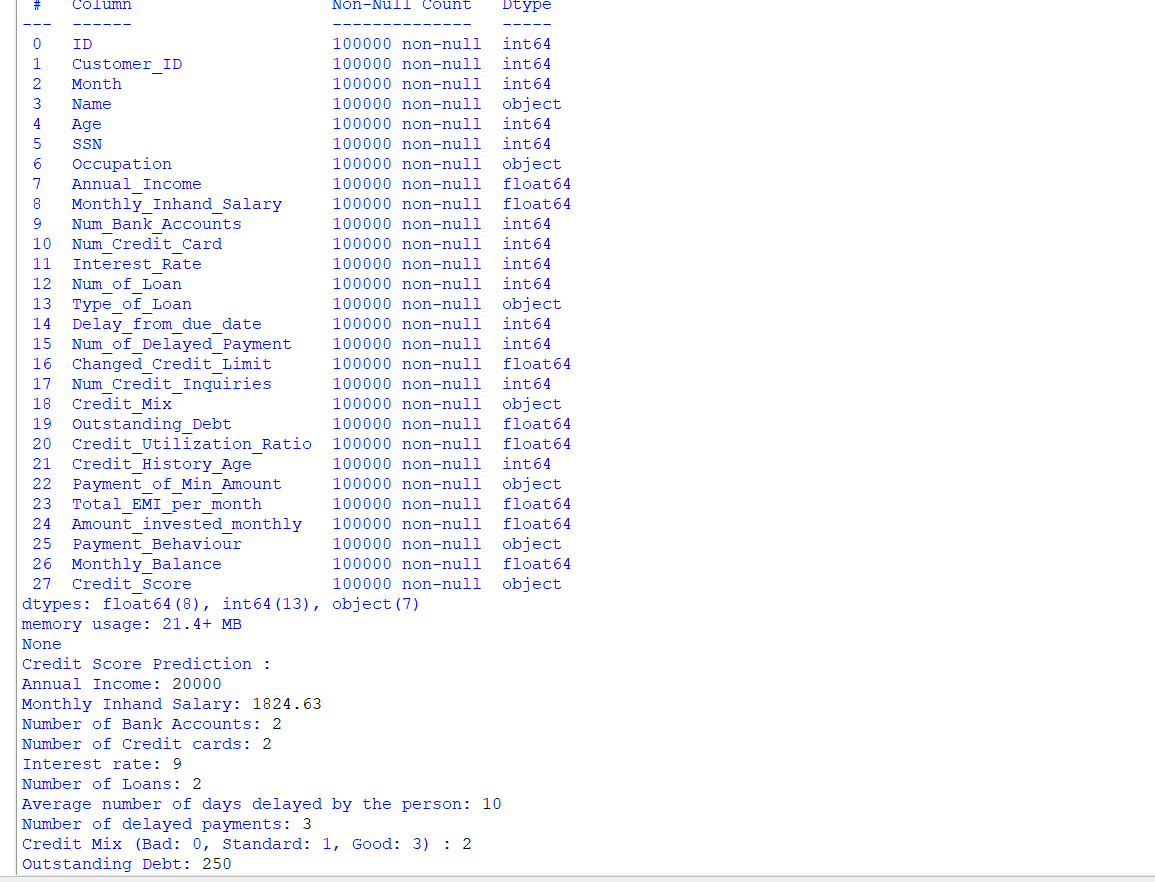 #   Column                    Non-Null Count   Dtype
---  ------                    --------------   -----
 0   ID                        100000 non-null  int64
 1   Customer_ID               100000 non-null  int64
 2   Month                     100000 non-null  int64
 3   Name                      100000 non-null  object
 4   Age                       100000 non-null  int64
 5   SSN                       100000 non-null  int64
 6   Occupation                100000 non-null  object
 7   Annual_Income             100000 non-null  float64
 8   Monthly_Inhand_Salary     100000 non-null  float64
 9   Num_Bank_Accounts         100000 non-null  int64
 10  Num_Credit_Card           100000 non-null  int64
 11  Interest_Rate             100000 non-null  int64
 12  Num_of_Loan               100000 non-null  int64
 13  Type_of_Loan              100000 non-null  object
 14  Delay_from_due_date       100000 non-null  int64
 15  Num_of_Delayed_Payment    100000 non-null  int64
 16  Changed_Credit_Limit      100000 non-null  float64
 17  Num_Credit_Inquiries      100000 non-null  int64
 18  Credit_Mix                100000 non-null  object
 19  Outstanding_Debt          100000 non-null  float64
 20  Credit_Utilization_Ratio  100000 non-null  float64
 21  Credit_History_Age        100000 non-null  int64
 22  Payment_of_Min_Amount     100000 non-null  object
 23  Total_EMI_per_month       100000 non-null  float64
 24  Amount_invested_monthly   100000 non-null  float64
 25  Payment_Behaviour         100000 non-null  object
 26  Monthly_Balance           100000 non-null  float64
 27  Credit_Score              100000 non-null  object
dtypes: float64(8), int64(13), object(7)
memory usage: 21.4+ MB
None
Credit Score Prediction :
Annual Income: 20000
Monthly Inhand Salary: 1824.63
Number of Bank Accounts: 2
Number of Credit cards: 2
Interest rate: 9
Number of Loans: 2
Average number of days delayed by the person: 10
Number of delayed payments: 3
Credit Mix (Bad: 0, Standard: 1, Good: 3) : 2
Outstanding Debt: 250